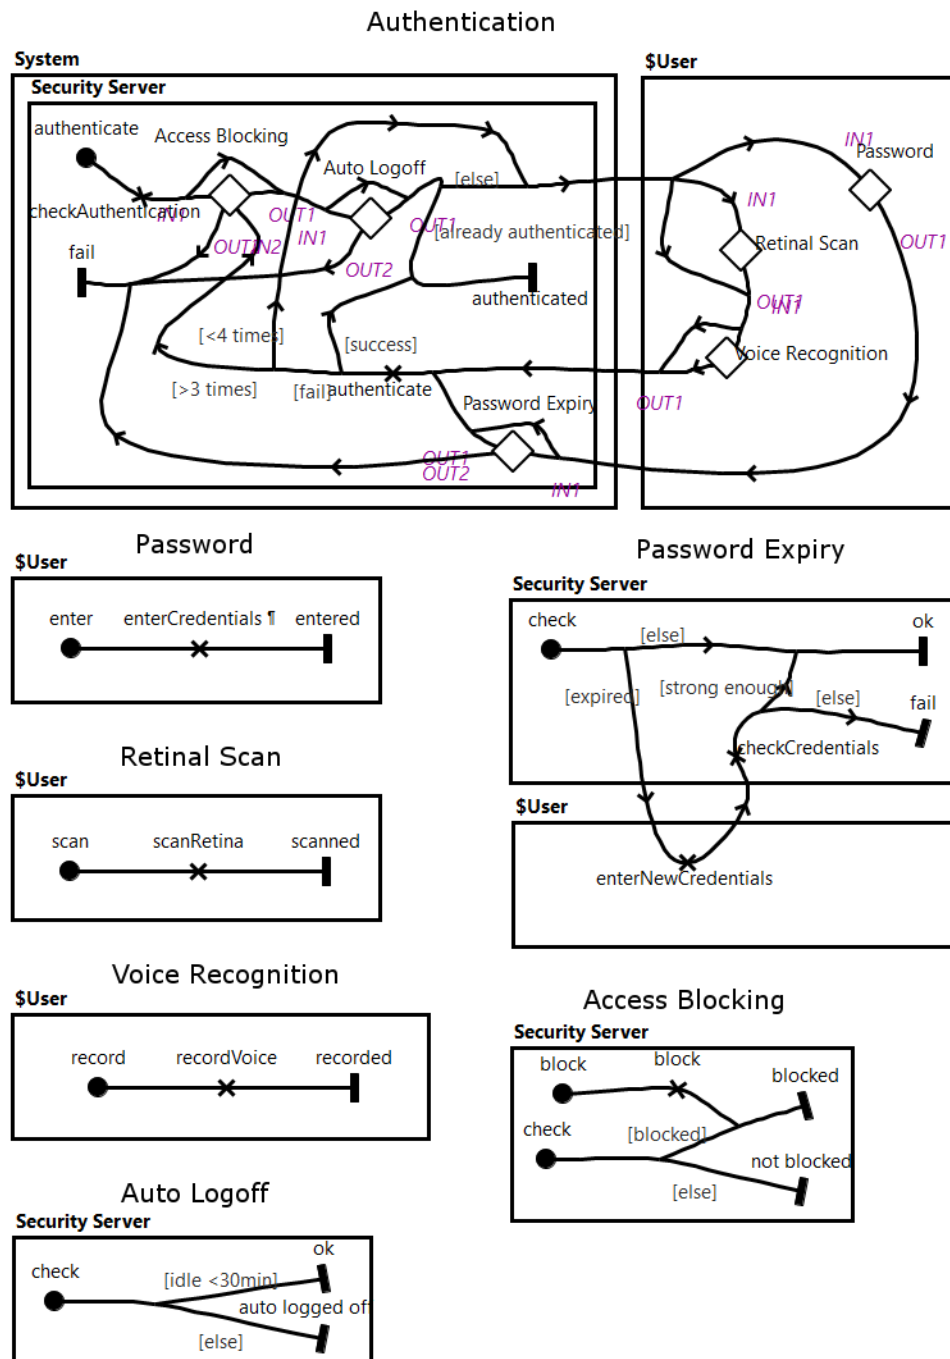 Authentication
System
$User
Security Server
authenticate
Access Blocking
IN1
Password
Auto Logoff
[else]
checkAuthentication
IN1
OUT1
IN1
OUT1
IN1
[already authenticated]
Retinal Scan
OUT1
fail
OUT
IN2
OUT2
authenticated
OUT1
IN1
[<4 times]
[success]
Voice Recognition
[>3 times]
[fail]
authenticate
Password Expiry
OUT1
OUT1
OUT2
IN1
Password
$User
enter
enterCredentials ¶
entered
Password Expiry
Security Server
check
[else]
ok
[expired]
[strong enough]
[else]
fail
checkCredentials
$User
enterNewCredentials
Retinal Scan
$User
scan
scanRetina
scanned
Voice Recognition
$User
record
recordVoice
recorded
Access Blocking
Security Server
block
block
blocked
check
[blocked]
not blocked
[else]
Auto Logoff
Security Server
check
ok
[idle <30min]
auto logged off
[else]